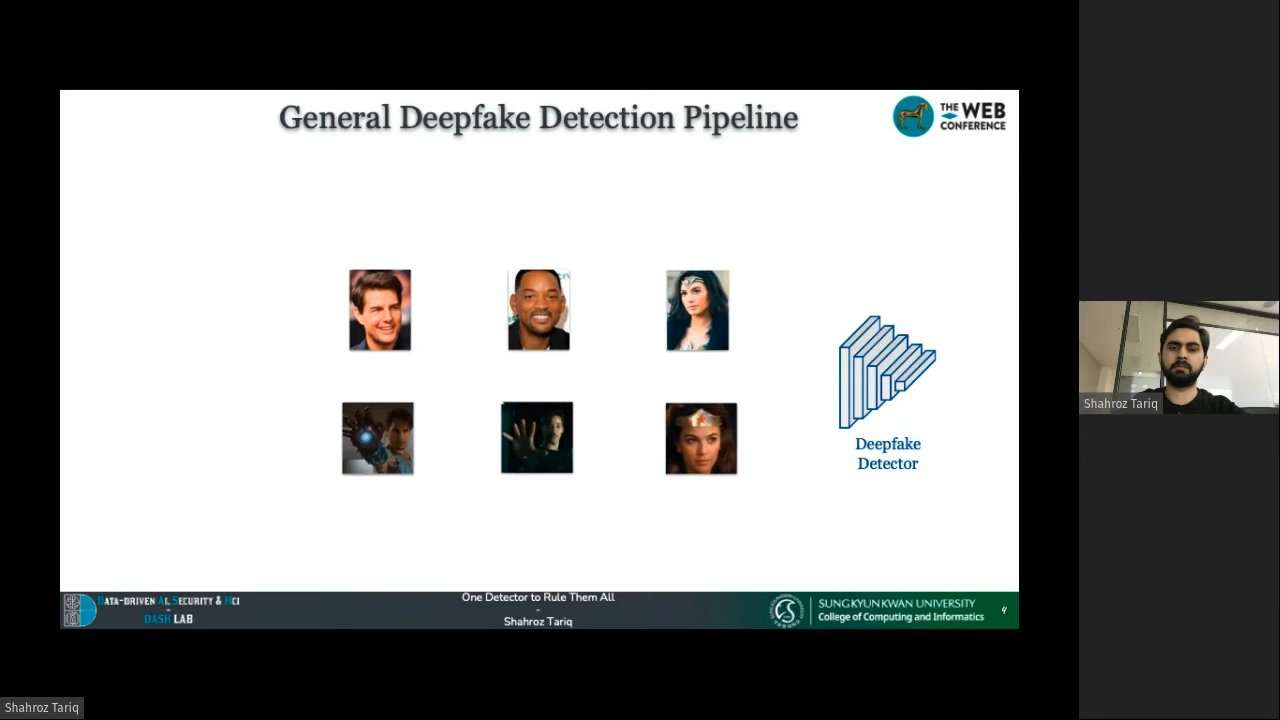 General Deepfake Detection Pipeline
THE WEB
CONFERENCE
Deepfake
Detector
Shahroz Tariq
DATA-DRIVEN AI, SECURITY & HCI
DASH LAB
One Detector to Rule Them All
-
Shahroz Tariq
SUNGKYUNKWAN UNIVERSITY
College of Computing and Informatics
4
Shahroz Tariq